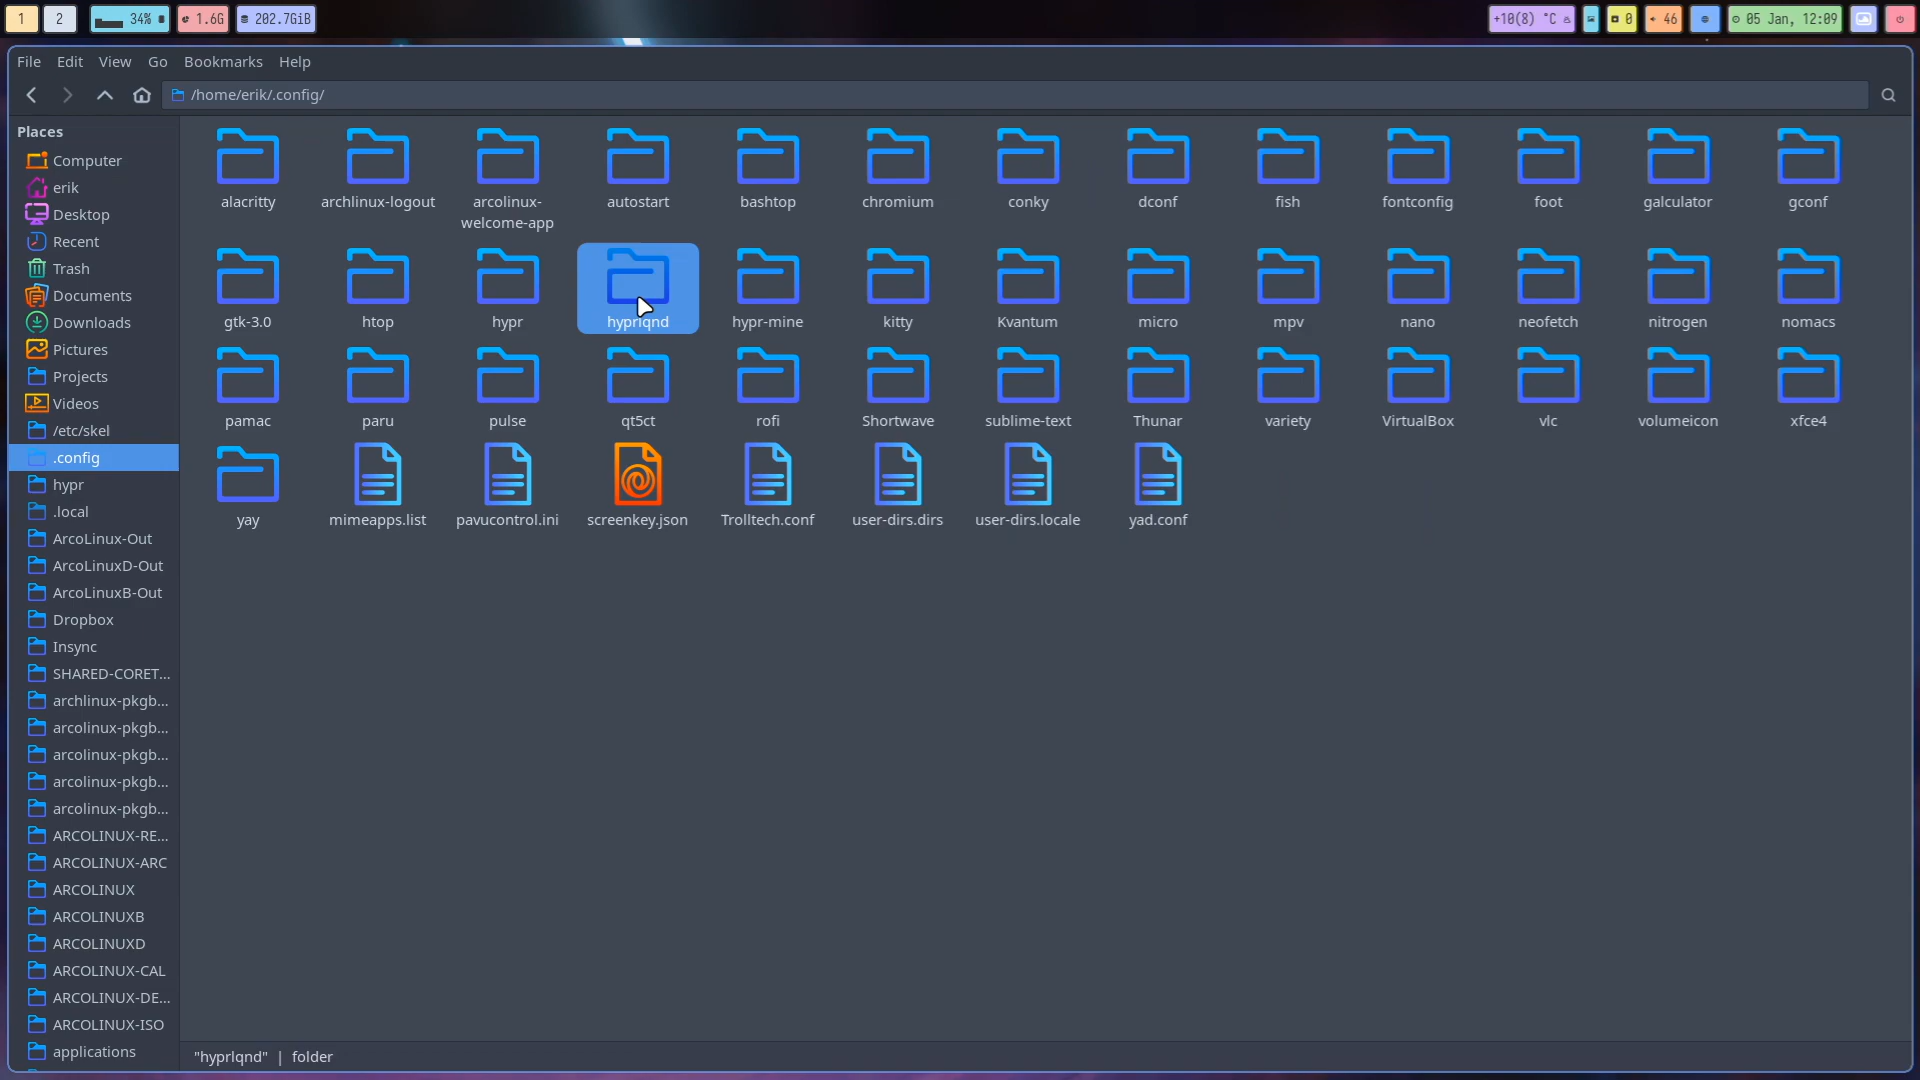 1 2 34% 1.6G 202.7GiB +10(8) °C 0 46 05 Jan, 12:09
File Edit View Go Bookmarks Help
/home/erik/.config/
Places
Computer
erik
Desktop
Recent
Trash
Documents
Downloads
Pictures
Projects
Videos
/etc/skel
.config
hypr
.local
ArcoLinux-Out
ArcoLinuxD-Out
ArcoLinuxB-Out
Dropbox
Insync
SHARED-CORET...
archlinux-pkgb...
arcolinux-pkgb...
arcolinux-pkgb...
arcolinux-pkgb...
arcolinux-pkgb...
ARCOLINUX-RE...
ARCOLINUX-ARC
ARCOLINUX
ARCOLINUXB
ARCOLINUXD
ARCOLINUX-CAL
ARCOLINUX-DE...
ARCOLINUX-ISO
applications
alacritty archlinux-logout arcolinux- autostart bashtop chromium conky dconf fish fontconfig foot galculator gconf
welcome-app
gtk-3.0 htop hypr hyprlqnd hypr-mine kitty Kvantum micro mpv nano neofetch nitrogen nomacs
pamac paru pulse qt5ct rofi Shortwave sublime-text Thunar variety VirtualBox vlc volumeicon xfce4
yay mimeapps.list pavucontrol.ini screenkey.json Trolltech.conf user-dirs.dirs user-dirs.locale yad.conf
"hyprlqnd" | folder